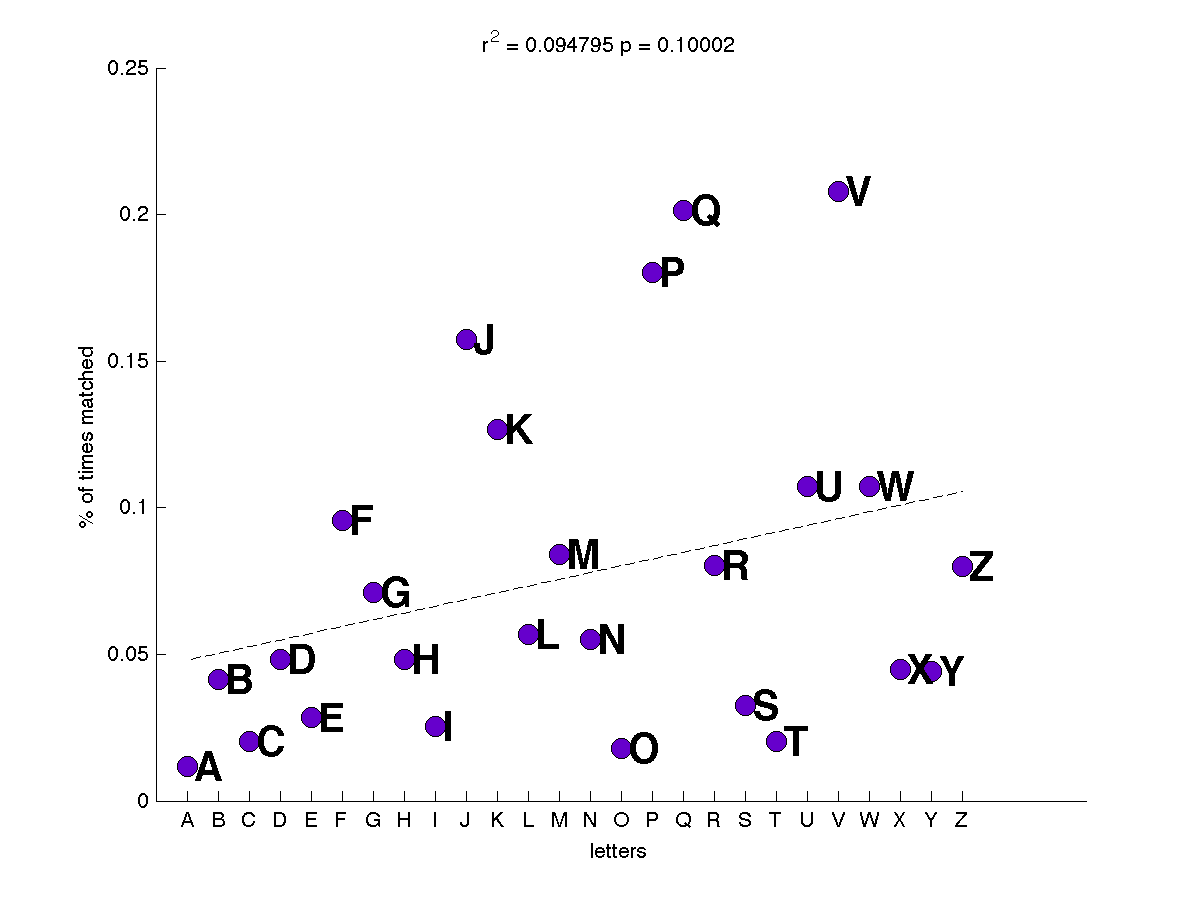 r² = 0.094795 p = 0.10002
0.25
0.2
0.15
0.1
0.05
0
% of times matched
V
Q
P
J
K
F
U
W
M
G
R
Z
L
N
B
D
H
X
Y
E
I
S
C
O
T
A
A B C D E F G H I J K L M N O P Q R S T U V W X Y Z
letters